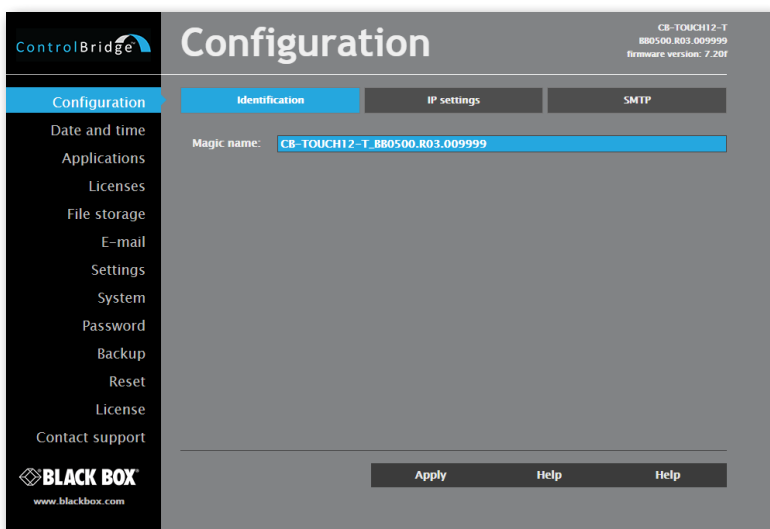 ControlBridge™
Configuration
CB-TOUCH12-T
BB0500.R03.009999
firmware version: 7.20f
Configuration
Date and time
Applications
Licenses
File storage
E-mail
Settings
System
Password
Backup
Reset
License
Contact support
BLACK BOX®
www.blackbox.com
Identification
IP settings
SMTP
Magic name: CB-TOUCH12-T_BB0500.R03.009999
Apply
Help
Help